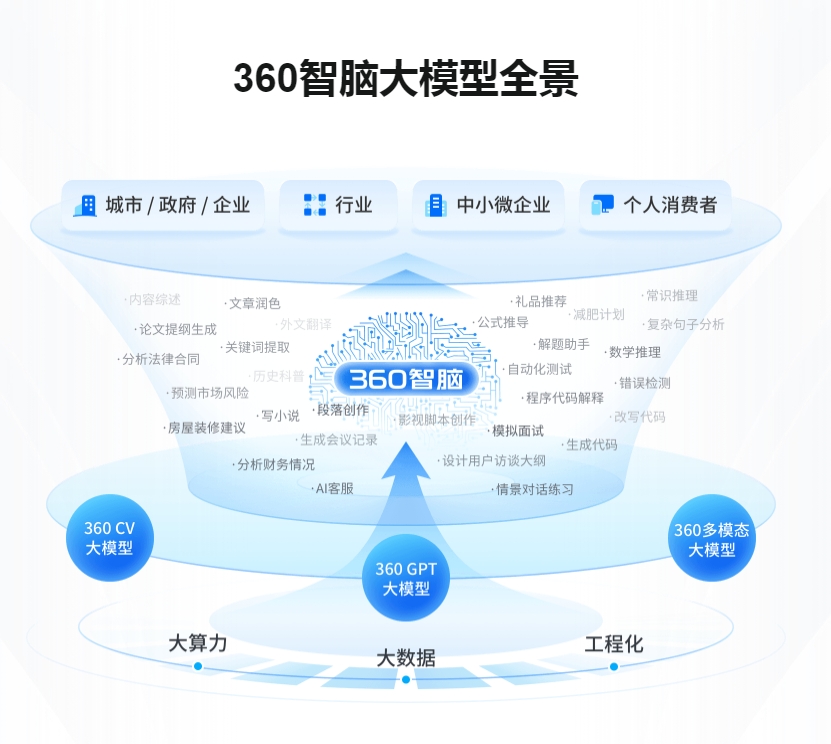 360智脑大模型全景
城市 / 政府 / 企业
行业
中小微企业
个人消费者
·内容综述
·文章润色
·礼品推荐
·常识推理
·论文提纲生成
·外文翻译
·公式推导
·减肥计划
·复杂句子分析
·关键词提取
·解题助手
·数学推理
·分析法律合同
·历史科普
360智脑
·自动化测试
·错误检测
·预测市场风险
·程序代码解释
·写小说
·段落创作
·影视脚本创作
·改写代码
·房屋装修建议
·生成会议记录
·模拟面试
·生成代码
·分析财务情况
·设计用户访谈大纲
·AI客服
·情景对话练习
360 CV
大模型
360 GPT
大模型
360多模态
大模型
大算力
大数据
工程化